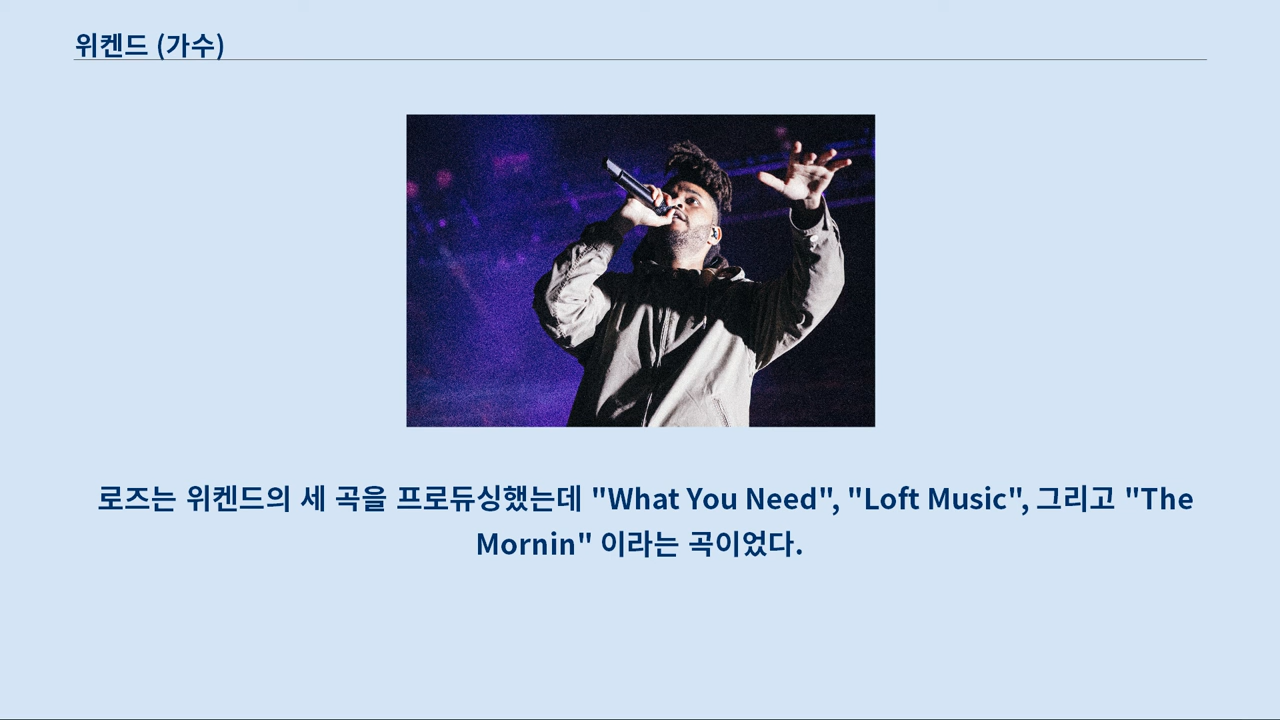 위켄드 (가수)
로즈는 위켄드의 세 곡을 프로듀싱했는데 "What You Need", "Loft Music", 그리고 "The
Mornin" 이라는 곡이었다.